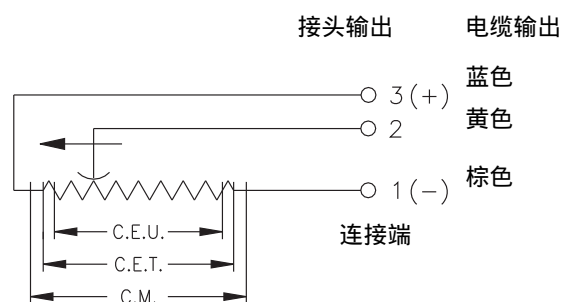 接头输出 电缆输出
3(+) 蓝色
2 黄色
1(-) 棕色
连接端
C.E.U.
C.E.T.
C.M.